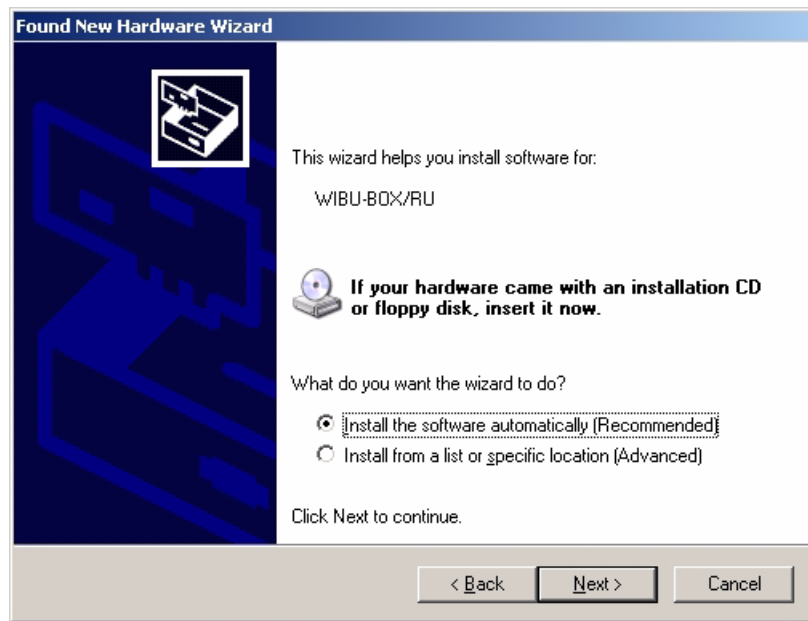 Found New Hardware Wizard
This wizard helps you install software for:
WIBU-BOX/RU
If your hardware came with an installation CD
or floppy disk, insert it now.
What do you want the wizard to do?
Install the software automatically (Recommended)
Install from a list or specific location (Advanced)
Click Next to continue.
< Back Next > Cancel